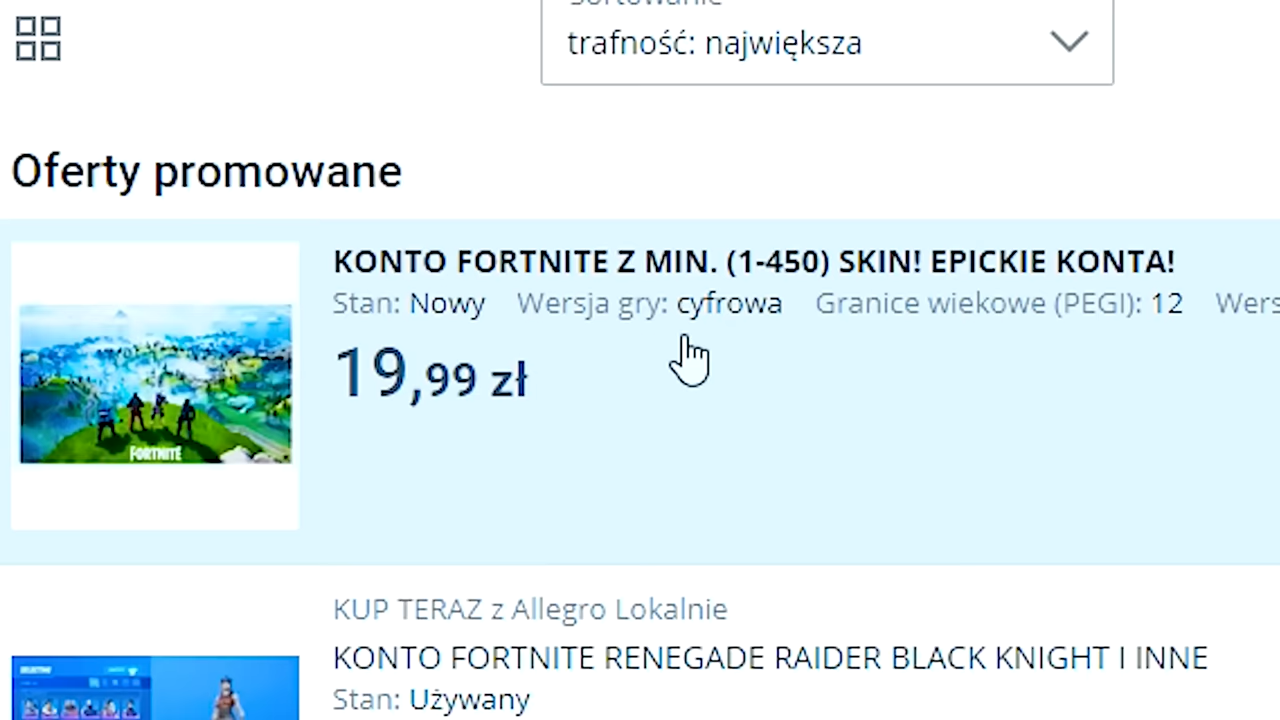 Sortowanie
trafność: największa
Oferty promowane
KONTO FORTNITE Z MIN. (1-450) SKIN! EPICKIE KONTA!
Stan: Nowy Wersja gry: cyfrowa Granice wiekowe (PEGI): 12 Wers
19,99 zł
FORTNITE
KUP TERAZ z Allegro Lokalnie
KONTO FORTNITE RENEGADE RAIDER BLACK KNIGHT I INNE
Stan: Używany